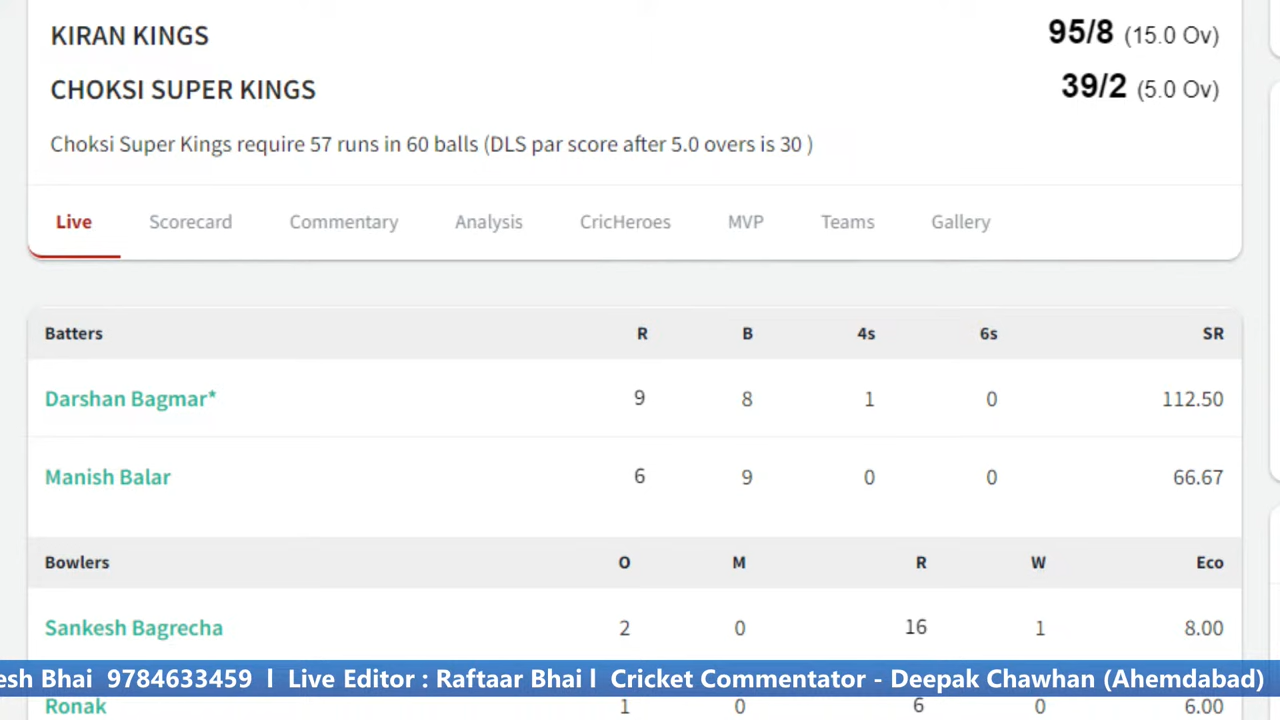 KIRAN KINGS 95/8 (15.0 Ov)
CHOKSI SUPER KINGS 39/2 (5.0 Ov)
Choksi Super Kings require 57 runs in 60 balls (DLS par score after 5.0 overs is 30 )
Live Scorecard Commentary Analysis CricHeroes MVP Teams Gallery
Batters R B 4s 6s SR
Darshan Bagmar* 9 8 1 0 112.50
Manish Balar 6 9 0 0 66.67
Bowlers O M R W Eco
Sankesh Bagrecha 2 0 16 1 8.00
esh Bhai 9784633459 l Live Editor : Raftaar Bhai l Cricket Commentator - Deepak Chawhan (Ahemdabad)
Ronak 1 0 6 0 6.00